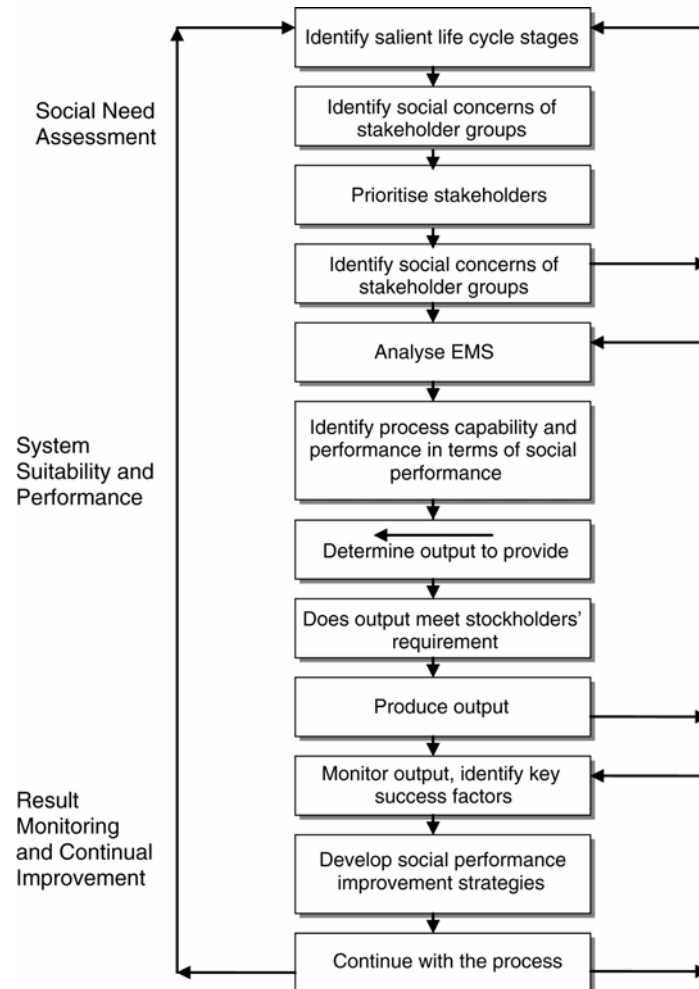 Identify salient life cycle stages
Social Need
Assessment
Identify social concerns of
stakeholder groups
Prioritise stakeholders
Identify social concerns of
stakeholder groups
Analyse EMS
System
Suitability and
Performance
Identify process capability and
performance in terms of social
performance
Determine output to provide
Does output meet stockholders'
requirement
Produce output
Result
Monitoring
and Continual
Improvement
Monitor output, identify key
success factors
Develop social performance
improvement strategies
Continue with the process